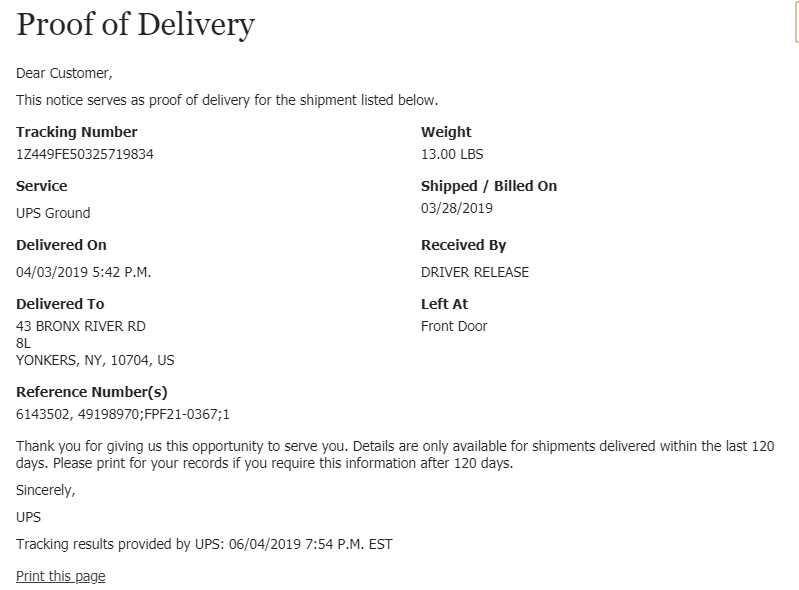 Proof of Delivery
Dear Customer,
This notice serves as proof of delivery for the shipment listed below.
Tracking Number
1Z449FE50325719834
Weight
13.00 LBS
Service
UPS Ground
Shipped / Billed On
03/28/2019
Delivered On
04/03/2019 5:42 P.M.
Received By
DRIVER RELEASE
Delivered To
43 BRONX RIVER RD
8L
YONKERS, NY, 10704, US
Left At
Front Door
Reference Number(s)
6143502, 49198970;FPF21-0367;1
Thank you for giving us this opportunity to serve you. Details are only available for shipments delivered within the last 120
days. Please print for your records if you require this information after 120 days.
Sincerely,
UPS
Tracking results provided by UPS: 06/04/2019 7:54 P.M. EST
Print this page